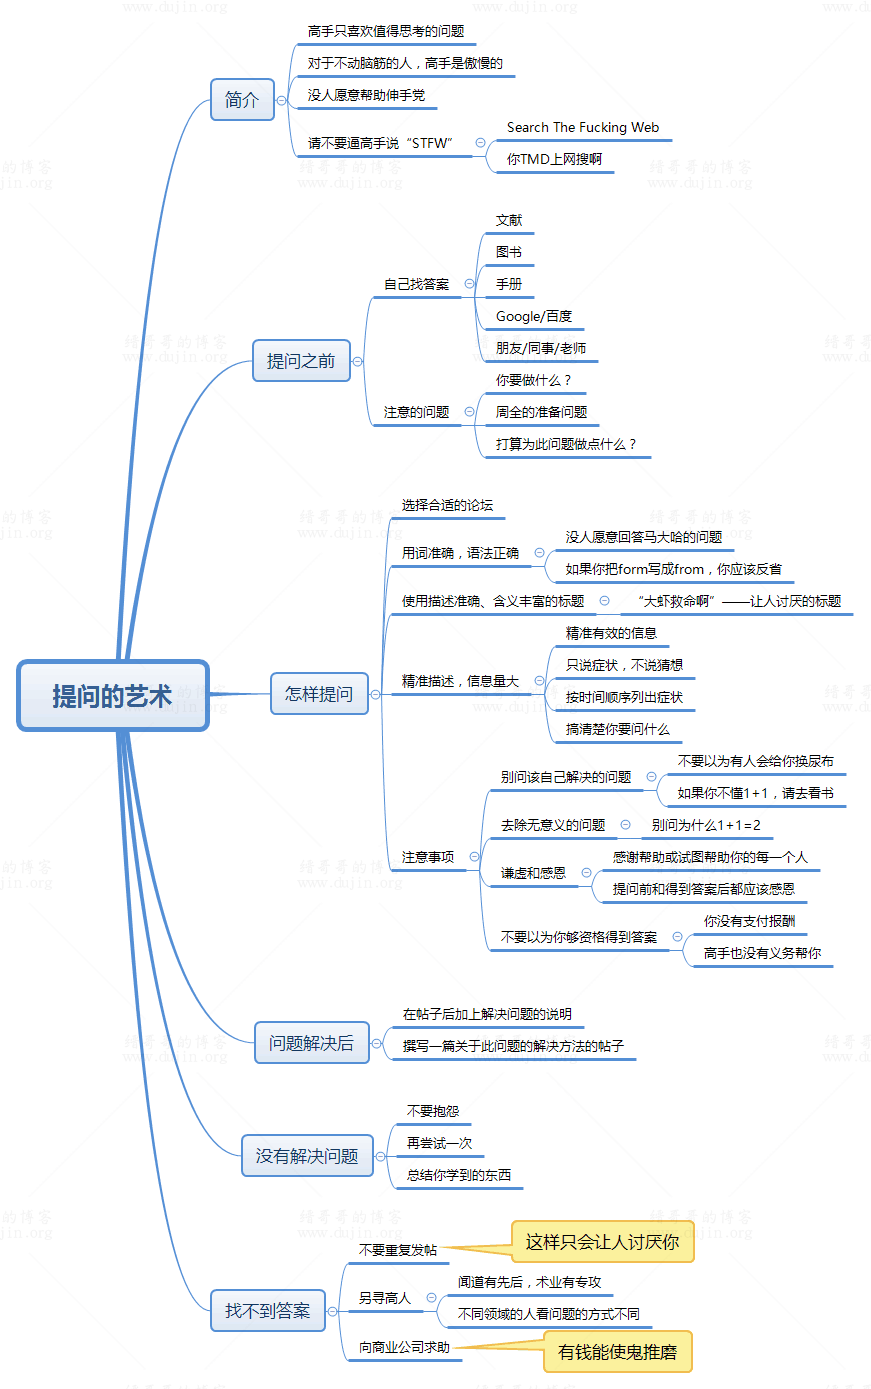 高手只喜欢值得思考的问题
对于不动脑筋的人，高手是傲慢的
简介
没人愿意帮助伸手党
请不要逼高手说“STFW”
Search The Fucking Web
你TMD上网搜啊
文献
图书
自己找答案
手册
Google/百度
朋友/同事/老师
提问之前
你要做什么？
注意的问题
周全的准备问题
打算为此问题做点什么？
选择合适的论坛
用词准确，语法正确
没人愿意回答马大哈的问题
如果你把form写成from，你应该反省
使用描述准确、含义丰富的标题
“大虾救命啊”——让人讨厌的标题
精准有效的信息
只说症状，不说猜想
精准描述，信息量大
按时间顺序列出症状
搞清楚你要问什么
提问的艺术
怎样提问
别问该自己解决的问题
不要以为有人会给你换尿布
如果你不懂1+1，请去看书
去除无意义的问题
别问为什么1+1=2
注意事项
谦虚和感恩
感谢帮助或试图帮助你的每一个人
提问前和得到答案后都应该感恩
不要以为你够资格得到答案
你没有支付报酬
高手也没有义务帮你
问题解决后
在帖子后加上解决问题的说明
撰写一篇关于此问题的解决方法的帖子
没有解决问题
不要抱怨
再尝试一次
总结你学到的东西
找不到答案
不要重复发帖
这样只会让人讨厌你
另寻高人
闻道有先后，术业有专攻
不同领域的人看问题的方式不同
向商业公司求助
有钱能使鬼推磨
www.dujin.org